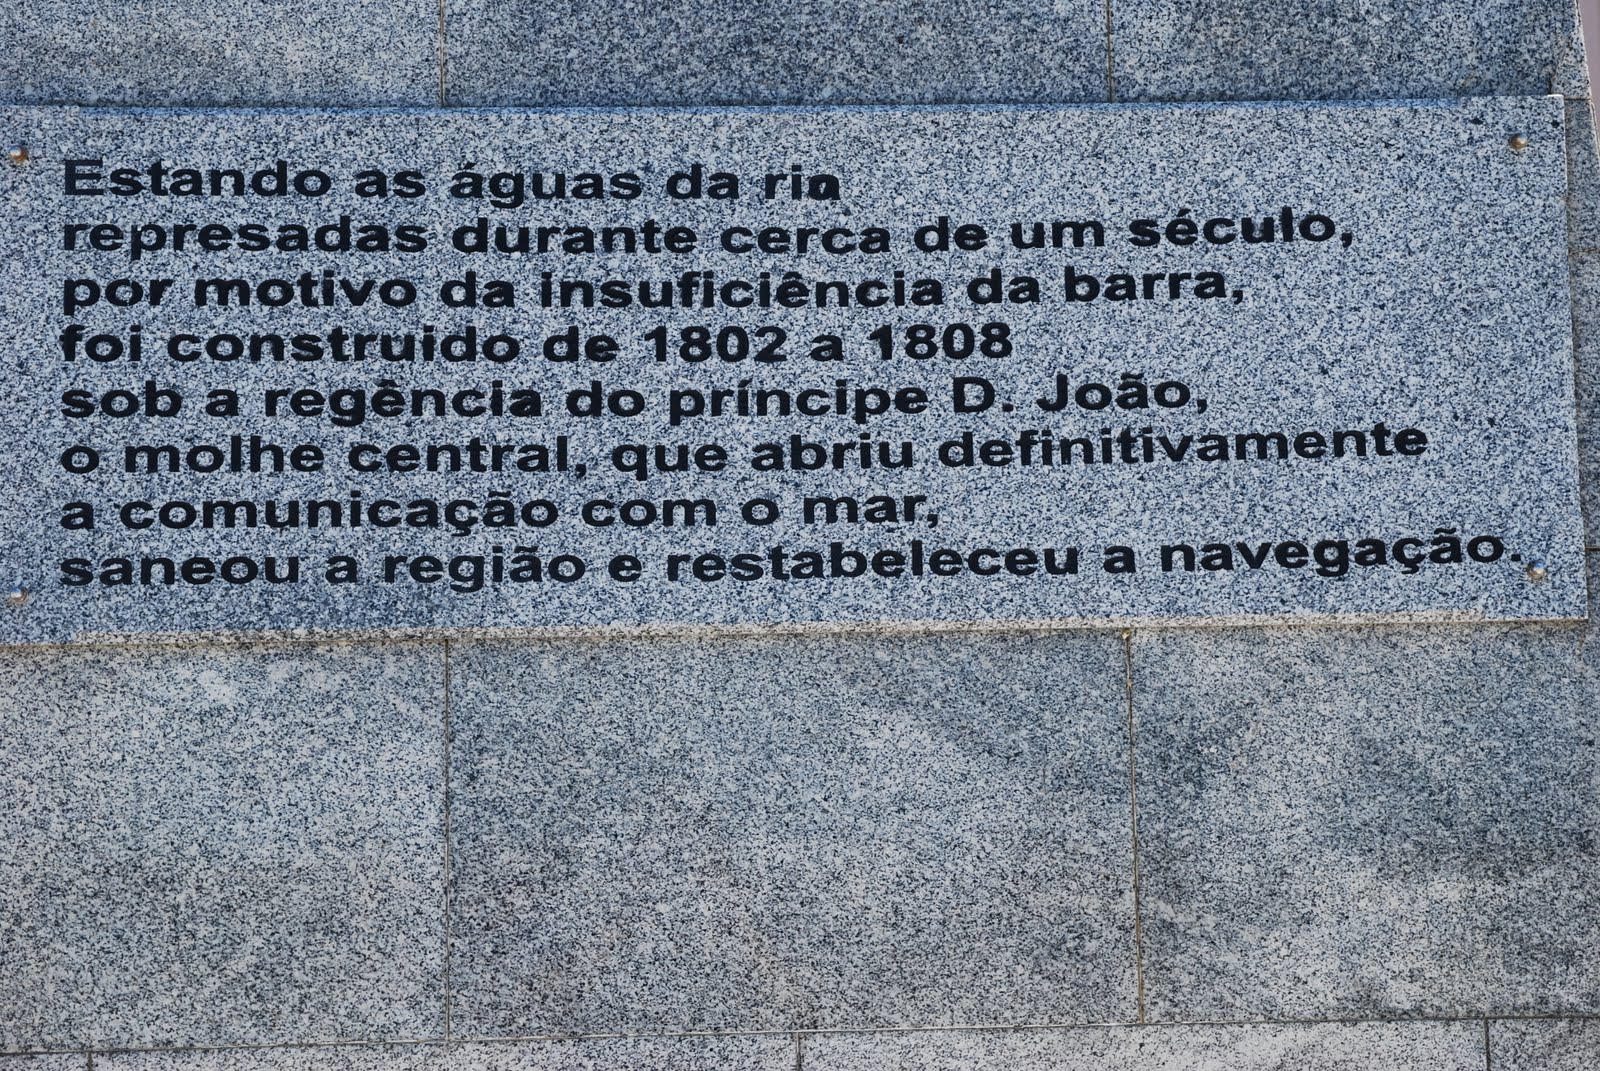 Estando as águas da ria
represadas durante cerca de um século,
por motivo da insuficiência da barra,
foi construido de 1802 a 1808
sob a regência do príncipe D. João,
o molhe central, que abriu definitivamente
a comunicação com o mar,
saneou a região e restabeleceu a navegação.